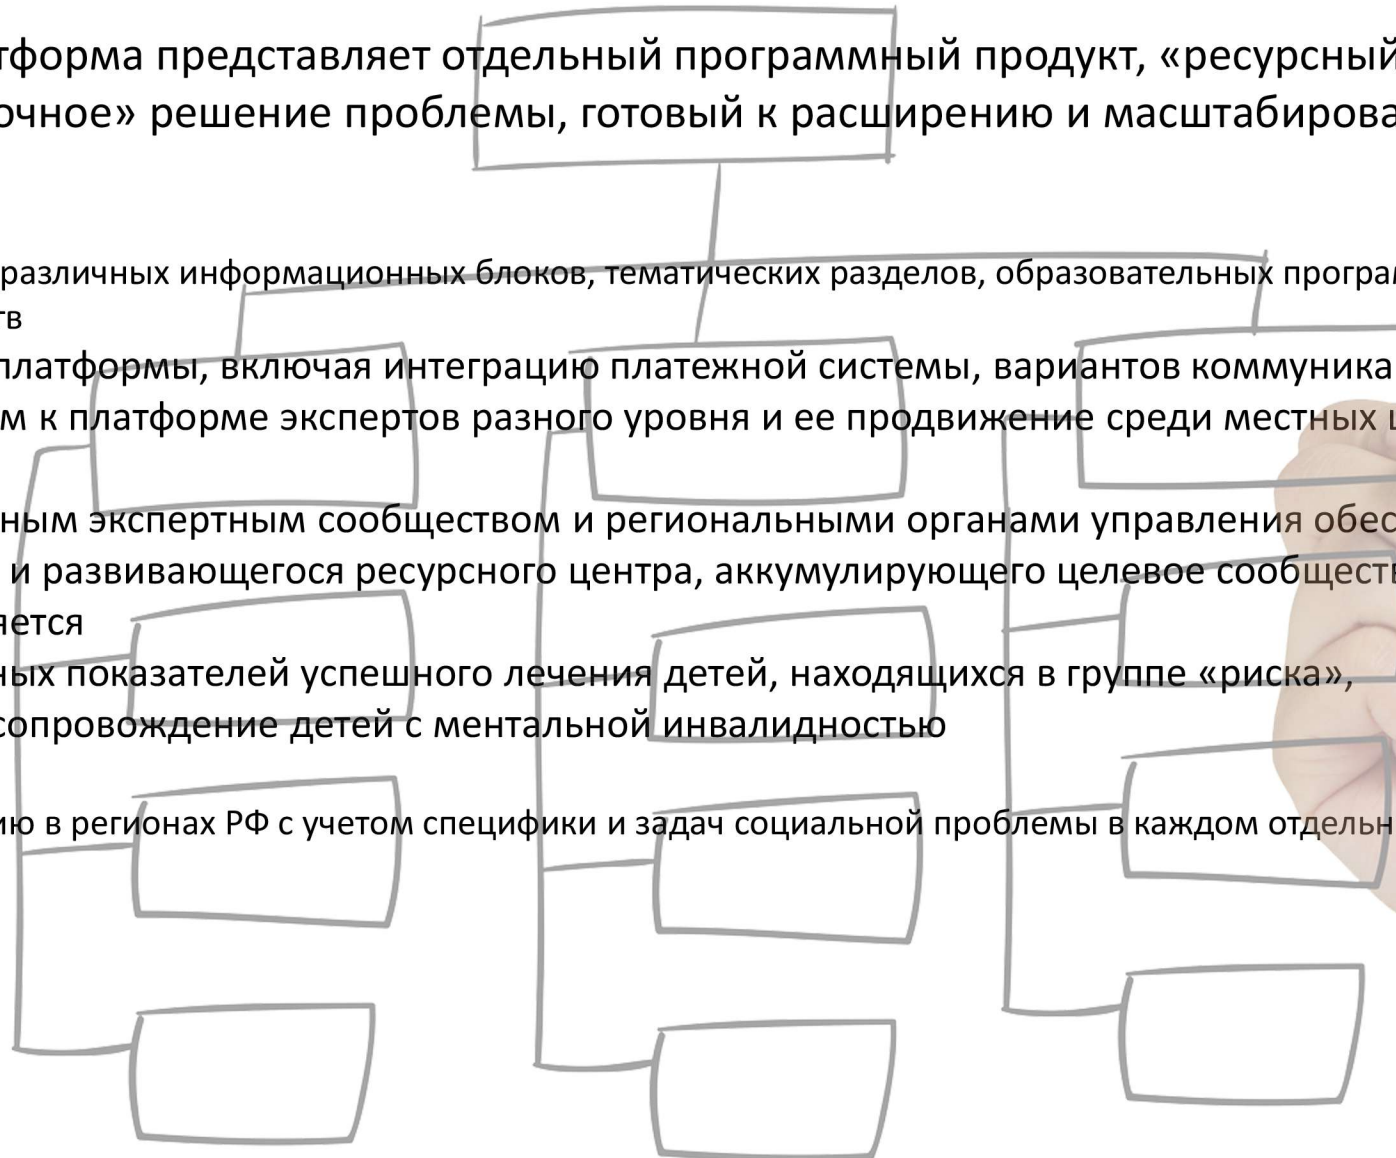 тформа представляет отдельный программный продукт, «ресурсный
очное» решение проблемы, готовый к расширению и масштабирова
различных информационных блоков, тематических разделов, образовательных програм
тв
платформы, включая интеграцию платежной системы, вариантов коммуника
м к платформе экспертов разного уровня и ее продвижение среди местных ц
ным экспертным сообществом и региональными органами управления обес
и развивающегося ресурсного центра, аккумулирующего целевое сообществ
яется
ных показателей успешного лечения детей, находящихся в группе «риска»,
сопровождение детей с ментальной инвалидностью
ию в регионах РФ с учетом специфики и задач социальной проблемы в каждом отдельн